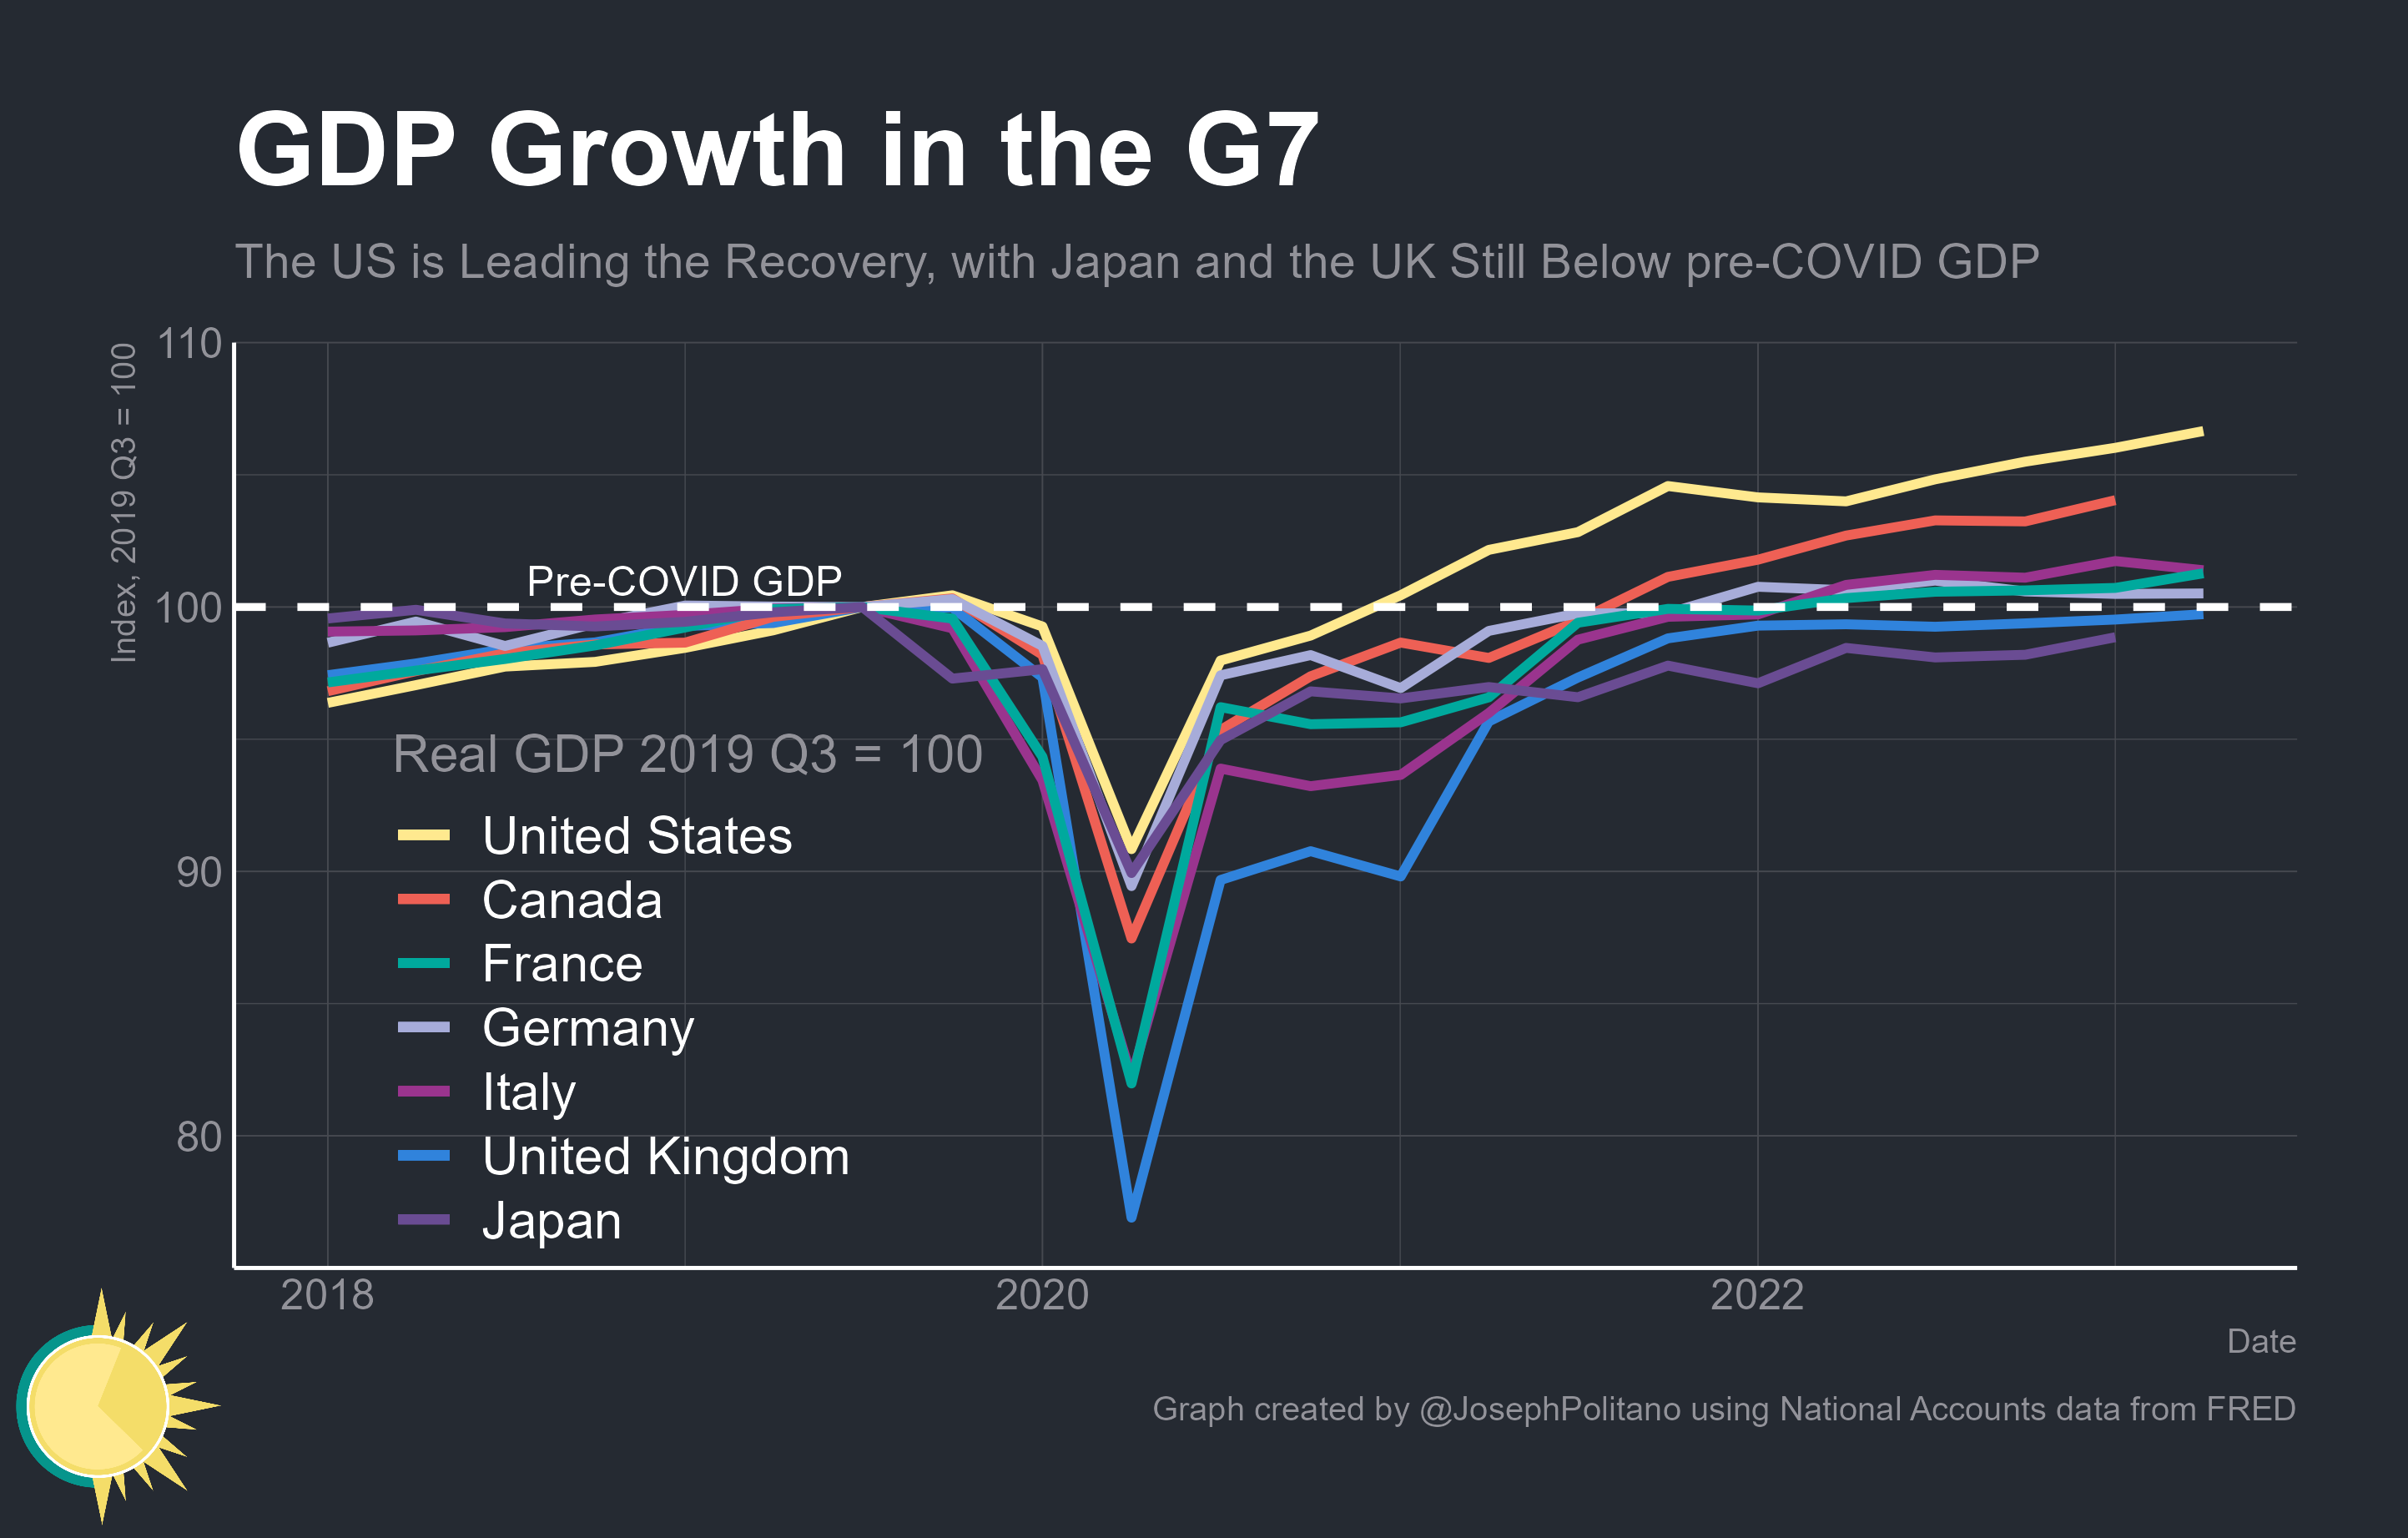 GDP Growth in the G7
The US is Leading the Recovery, with Japan and the UK Still Below pre-COVID GDP
Index, 2019 Q3 = 100
110
100
90
80
Pre-COVID GDP
Real GDP 2019 Q3 = 100
United States
Canada
France
Germany
Italy
United Kingdom
Japan
2018
2020
2022
Date
Graph created by @JosephPolitano using National Accounts data from FRED